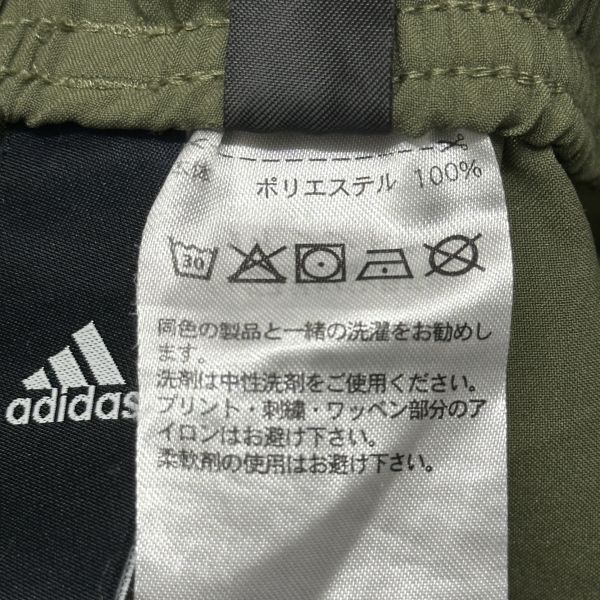 本体
ポリエステル 100%
30
同色の製品と一緒の洗濯をお勧めし
ます。
洗剤は中性洗剤をご使用ください。
プリント・刺繍・ワッペン部分のア
イロンはお避け下さい。
柔軟剤の使用はお避け下さい。
adidas